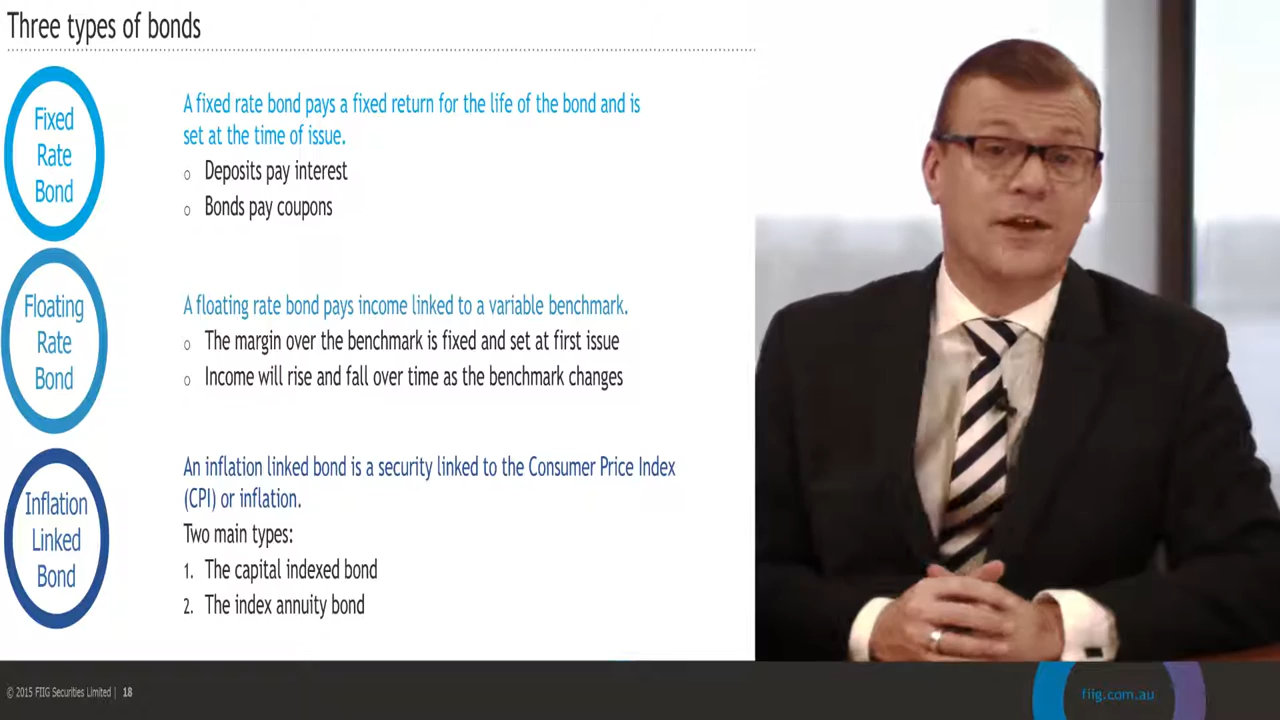 Three types of bonds
Fixed
Rate
Bond
A fixed rate bond pays a fixed return for the life of the bond and is
set at the time of issue.
o Deposits pay interest
o Bonds pay coupons
Floating
Rate
Bond
A floating rate bond pays income linked to a variable benchmark.
o The margin over the benchmark is fixed and set at first issue
o Income will rise and fall over time as the benchmark changes
Inflation
Linked
Bond
An inflation linked bond is a security linked to the Consumer Price Index
(CPI) or inflation.
Two main types:
1. The capital indexed bond
2. The index annuity bond
© 2015 FIIG Securities Limited | 18
fiig.com.au